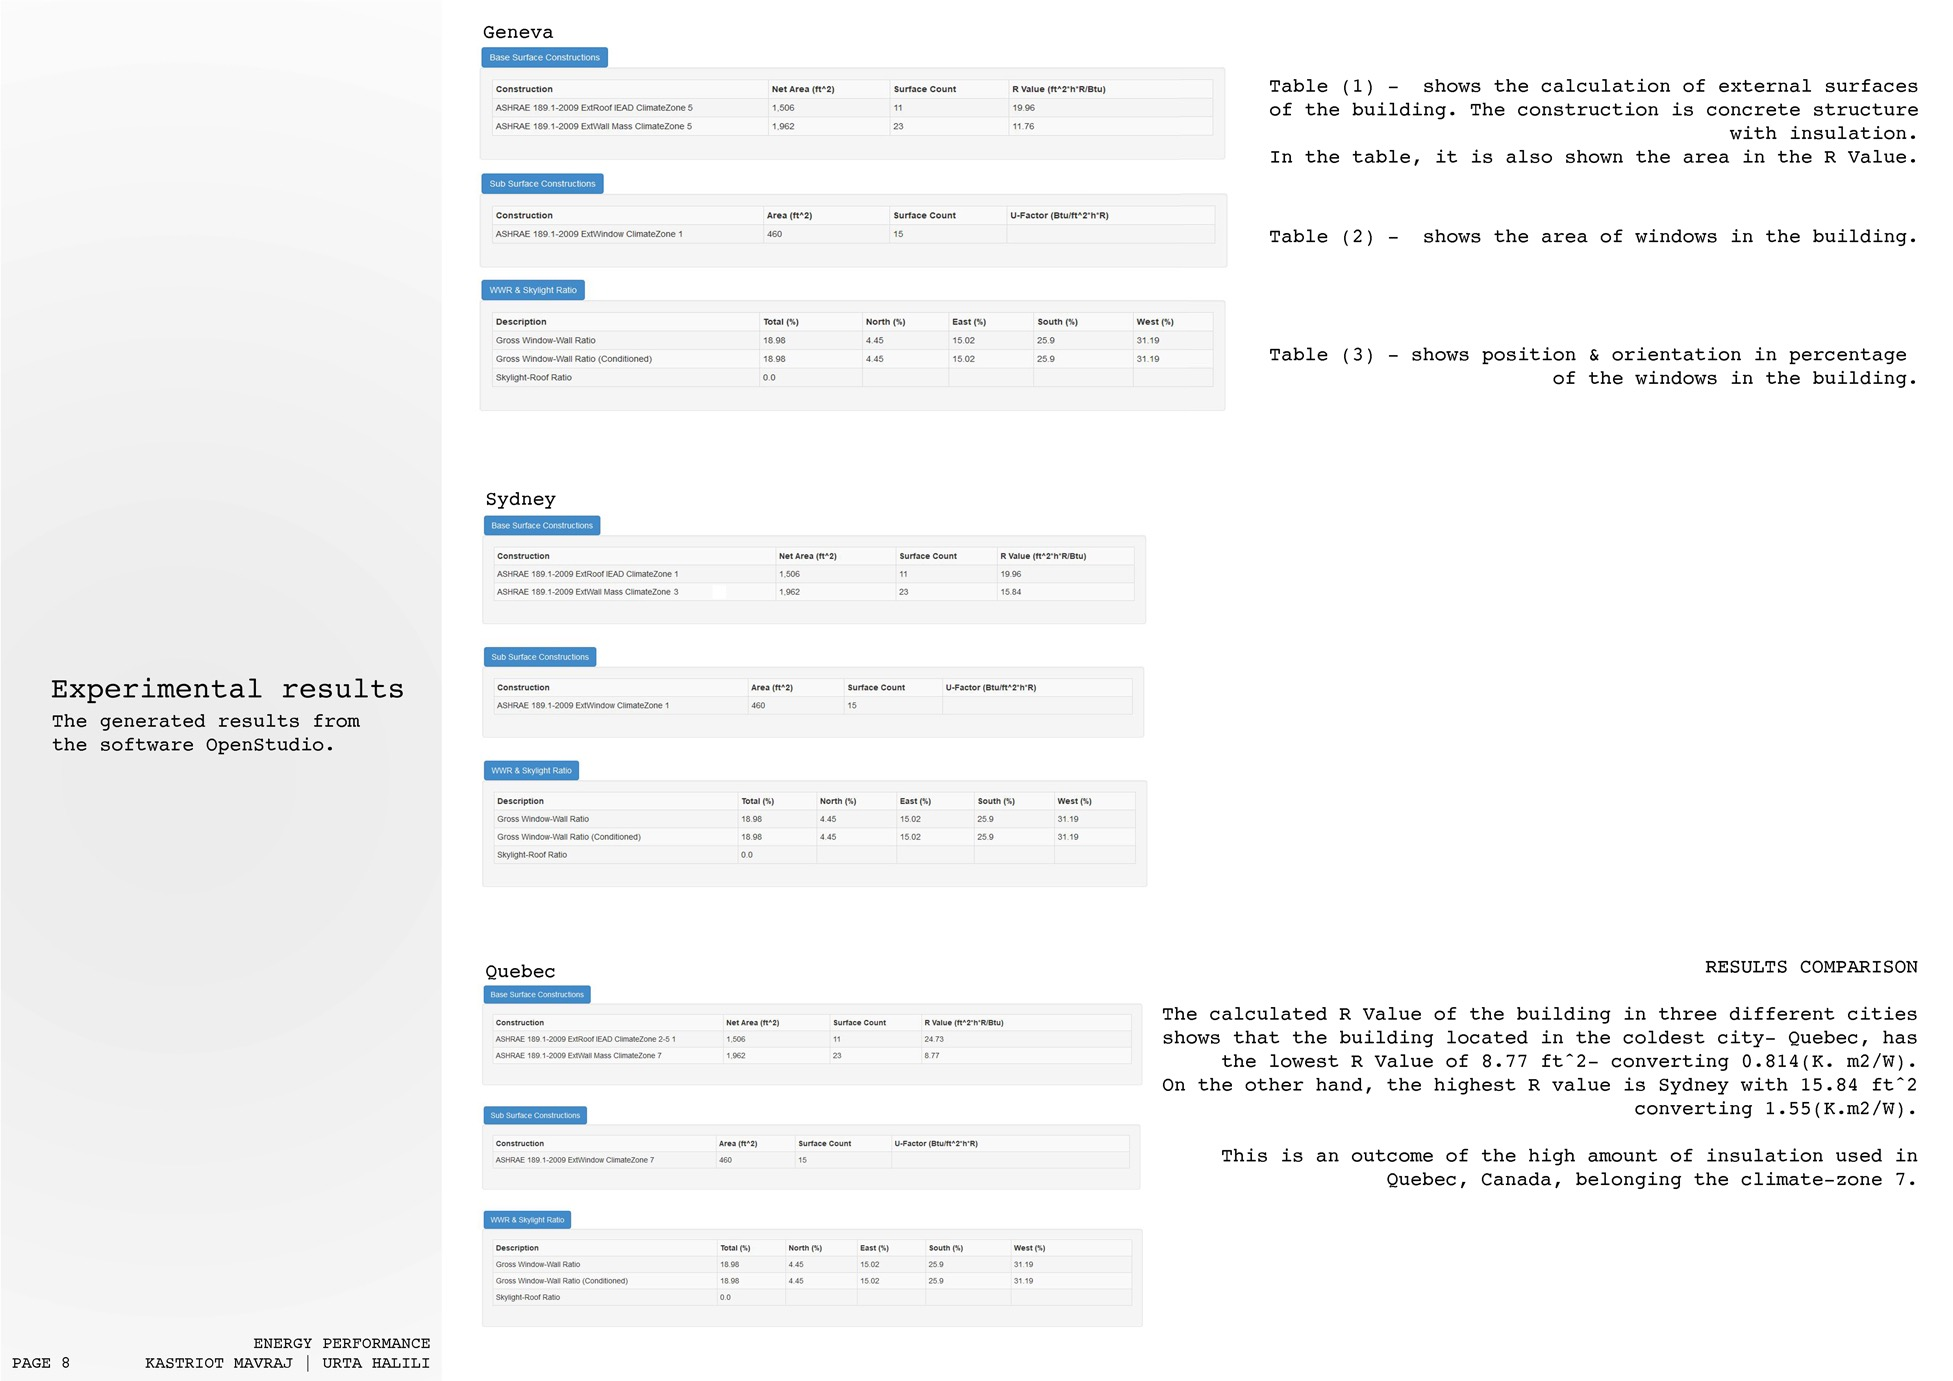 Experimental results
The generated results from
the software OpenStudio.
ENERGY PERFORMANCE
PAGE 8 KASTRIOT MAVRAJ | URTA HALILI
Geneva
Base Surface Constructions
Construction Net Area (ft^2) Surface Count R Value (ft^2*h*R/Btu)
ASHRAE 189.1-2009 ExtRoof IEAD ClimateZone 5 1,506 11 19.96
ASHRAE 189.1-2009 ExtWall Mass ClimateZone 5 1,962 23 11.76
Sub Surface Constructions
Construction Area (ft^2) Surface Count U-Factor (Btu/ft^2*h*R)
ASHRAE 189.1-2009 ExtWindow ClimateZone 1 460 15
WWR & Skylight Ratio
Description Total (%) North (%) East (%) South (%) West (%)
Gross Window-Wall Ratio 18.98 4.45 15.02 25.9 31.19
Gross Window-Wall Ratio (Conditioned) 18.98 4.45 15.02 25.9 31.19
Skylight-Roof Ratio 0.0
Table (1) - shows the calculation of external surfaces
of the building. The construction is concrete structure
with insulation.
In the table, it is also shown the area in the R Value.
Table (2) - shows the area of windows in the building.
Table (3) - shows position & orientation in percentage
of the windows in the building.
Sydney
Base Surface Constructions
Construction Net Area (ft^2) Surface Count R Value (ft^2*h*R/Btu)
ASHRAE 189.1-2009 ExtRoof IEAD ClimateZone 1 1,506 11 19.96
ASHRAE 189.1-2009 ExtWall Mass ClimateZone 3 1,962 23 15.84
Sub Surface Constructions
Construction Area (ft^2) Surface Count U-Factor (Btu/ft^2*h*R)
ASHRAE 189.1-2009 ExtWindow ClimateZone 1 460 15
WWR & Skylight Ratio
Description Total (%) North (%) East (%) South (%) West (%)
Gross Window-Wall Ratio 18.98 4.45 15.02 25.9 31.19
Gross Window-Wall Ratio (Conditioned) 18.98 4.45 15.02 25.9 31.19
Skylight-Roof Ratio 0.0
Quebec
Base Surface Constructions
Construction Net Area (ft^2) Surface Count R Value (ft^2*h*R/Btu)
ASHRAE 189.1-2009 ExtRoof IEAD ClimateZone 2-5 1 1,506 11 24.73
ASHRAE 189.1-2009 ExtWall Mass ClimateZone 7 1,962 23 8.77
Sub Surface Constructions
Construction Area (ft^2) Surface Count U-Factor (Btu/ft^2*h*R)
ASHRAE 189.1-2009 ExtWindow ClimateZone 7 460 15
WWR & Skylight Ratio
Description Total (%) North (%) East (%) South (%) West (%)
Gross Window-Wall Ratio 18.98 4.45 15.02 25.9 31.19
Gross Window-Wall Ratio (Conditioned) 18.98 4.45 15.02 25.9 31.19
Skylight-Roof Ratio 0.0
RESULTS COMPARISON
The calculated R Value of the building in three different cities
shows that the building located in the coldest city- Quebec, has
the lowest R Value of 8.77 ft^2- converting 0.814(K. m2/W).
On the other hand, the highest R value is Sydney with 15.84 ft^2
converting 1.55(K.m2/W).
This is an outcome of the high amount of insulation used in
Quebec, Canada, belonging the climate-zone 7.